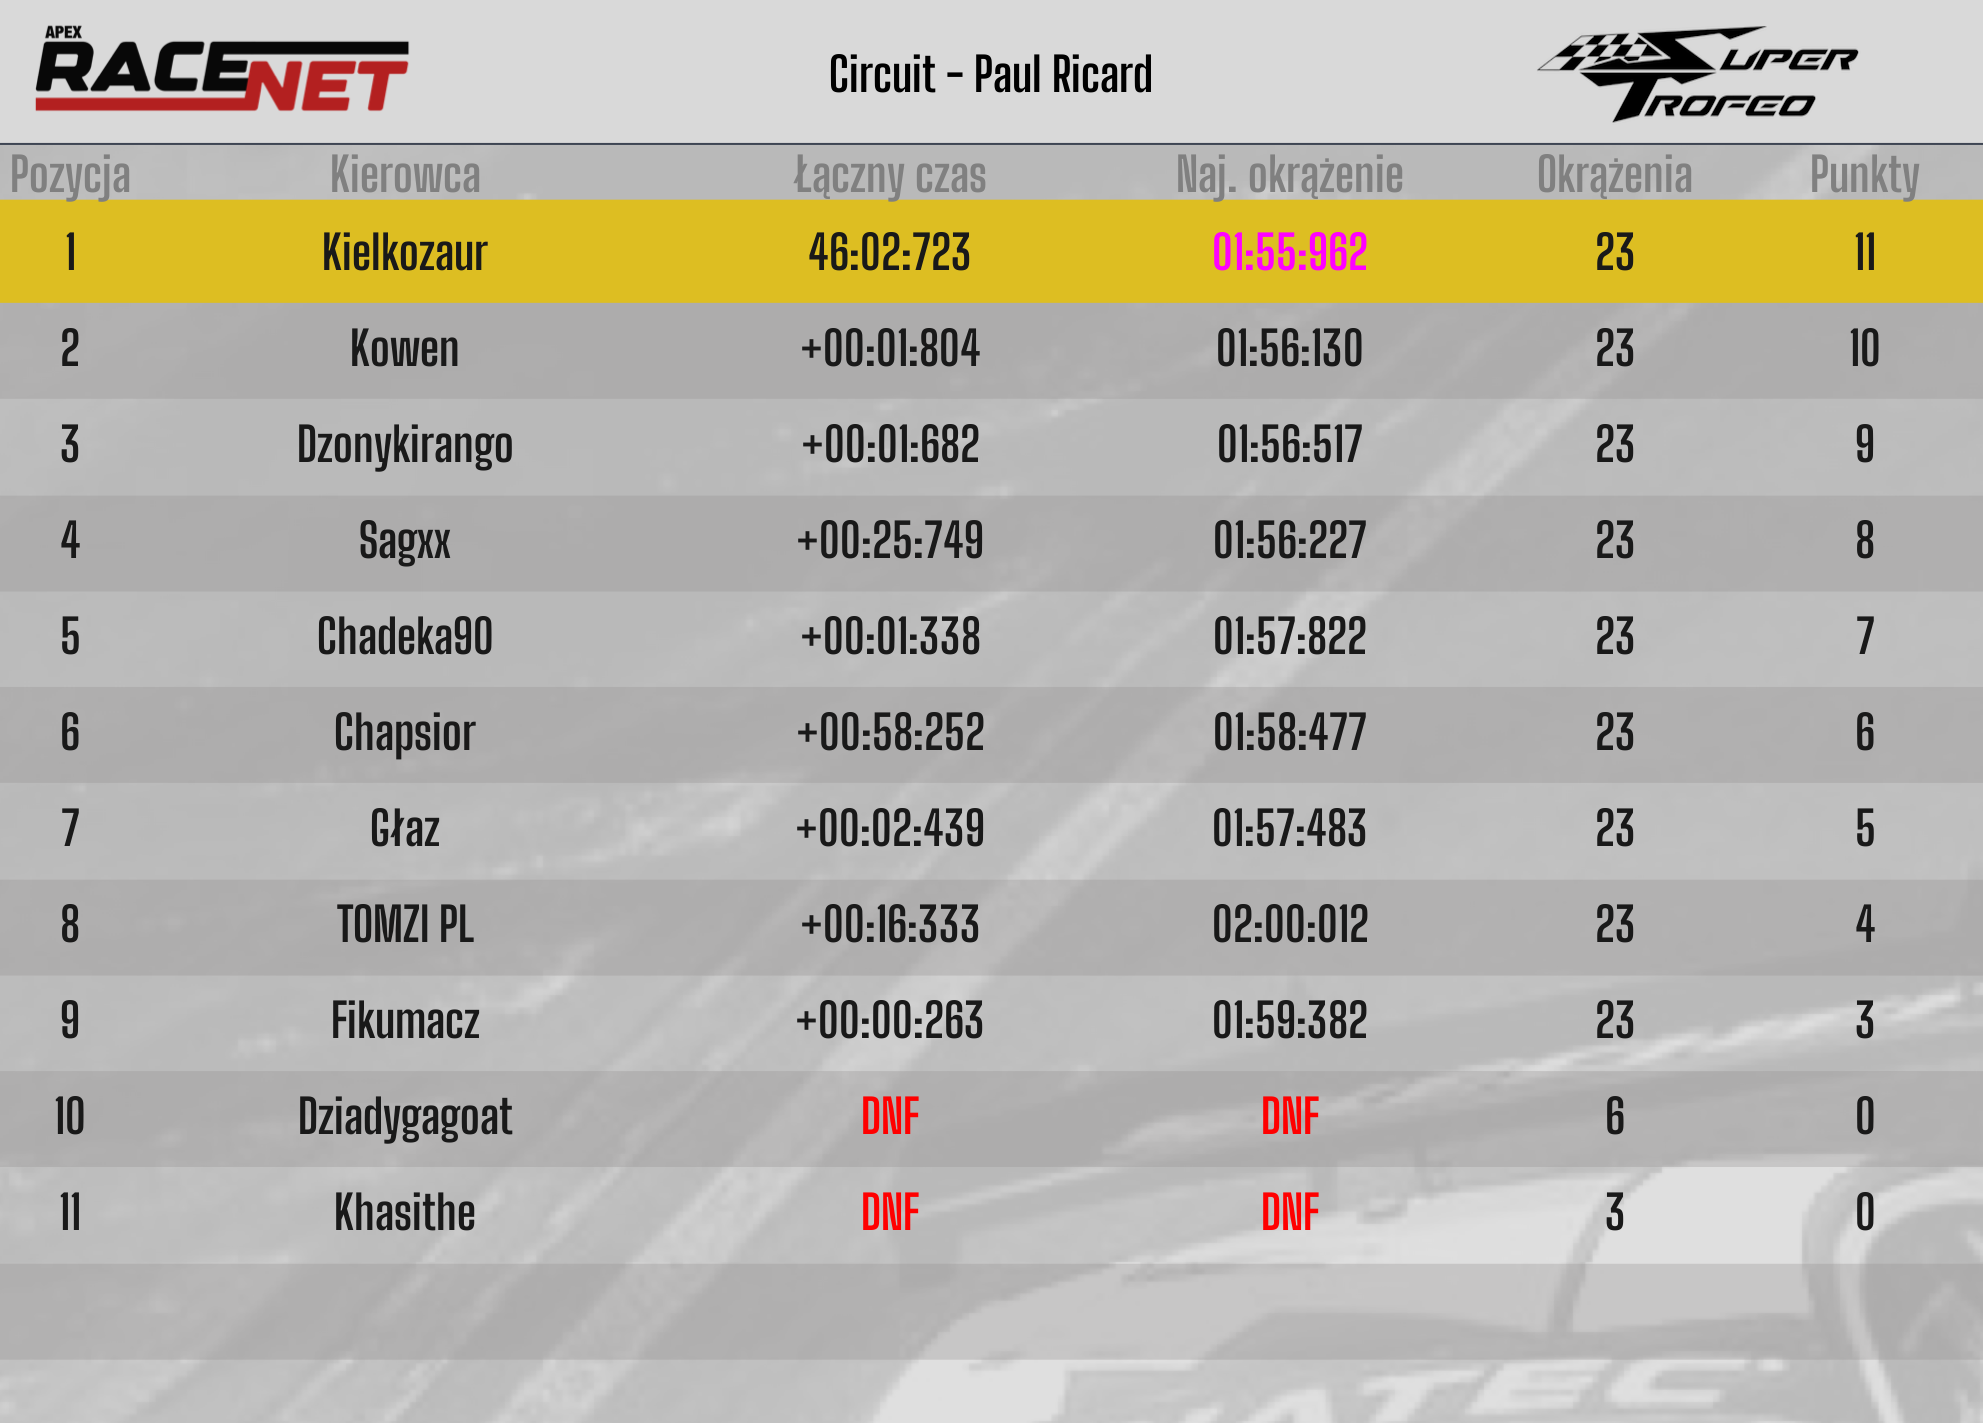 APEX
RACENET
Circuit - Paul Ricard
SUPER
TROFEO
Pozycja Kierowca Łączny czas Naj. okrążenie Okrążenia Punkty
1 Kielkozaur 46:02:723 01:55:962 23 11
2 Kowen +00:01:804 01:56:130 23 10
3 Dzonykirango +00:01:682 01:56:517 23 9
4 Sagxx +00:25:749 01:56:227 23 8
5 Chadeka90 +00:01:338 01:57:822 23 7
6 Chapsior +00:58:252 01:58:477 23 6
7 Głaz +00:02:439 01:57:483 23 5
8 TOMZI PL +00:16:333 02:00:012 23 4
9 Fikumacz +00:00:263 01:59:382 23 3
10 Dziadygagoat DNF DNF 6 0
11 Khasithe DNF DNF 3 0